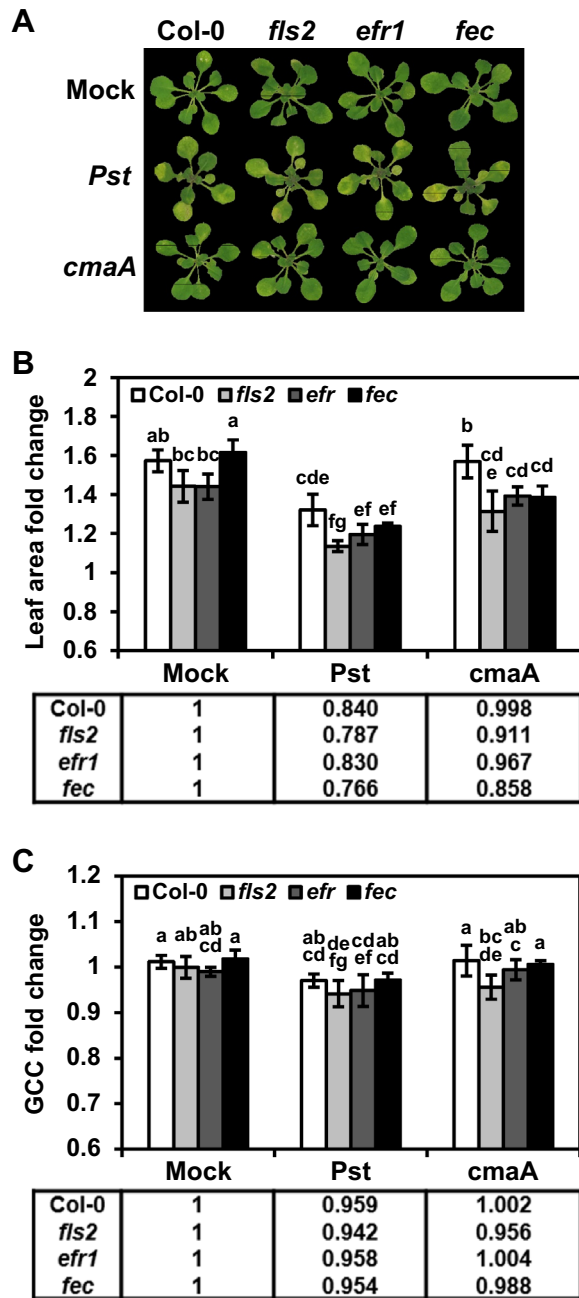 A
Col-0 fls2 efr1 fec
Mock
Pst
cmaA
B
2
1.8
1.6
1.4
1.2
1
0.8
0.6
Leaf area fold change
Col-0 fls2 efr fec
ab bc bc a
cde fg ef ef
b cd e cd cd
Mock Pst cmaA
Col-0 1 0.840 0.998
fls2 1 0.787 0.911
efr1 1 0.830 0.967
fec 1 0.766 0.858
C
1.2
1.1
1
0.9
0.8
0.7
0.6
GCC fold change
Col-0 fls2 efr fec
a ab ab cd a
ab cd de fg cd ef ab cd
a bc de ab c a
Mock Pst cmaA
Col-0 1 0.959 1.002
fls2 1 0.942 0.956
efr1 1 0.958 1.004
fec 1 0.954 0.988